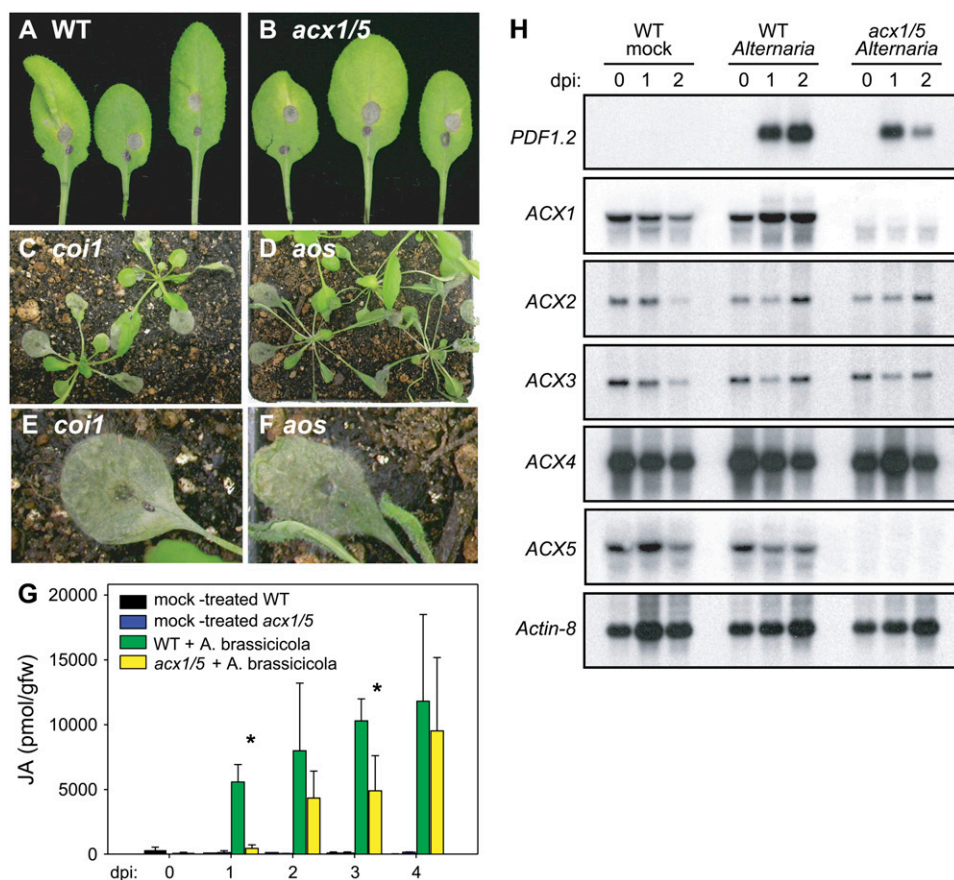 A WT
B acx1/5
C coi1
D aos
E coi1
F aos
G
20000
15000
10000
5000
0
JA (pmol/gfw)
mock -treated WT
mock -treated acx1/5
WT + A. brassicicola
acx1/5 + A. brassicicola
*
*
dpi: 0 1 2 3 4
H
WT mock
WT Alternaria
acx1/5 Alternaria
dpi: 0 1 2 0 1 2 0 1 2
PDF1.2
ACX1
ACX2
ACX3
ACX4
ACX5
Actin-8